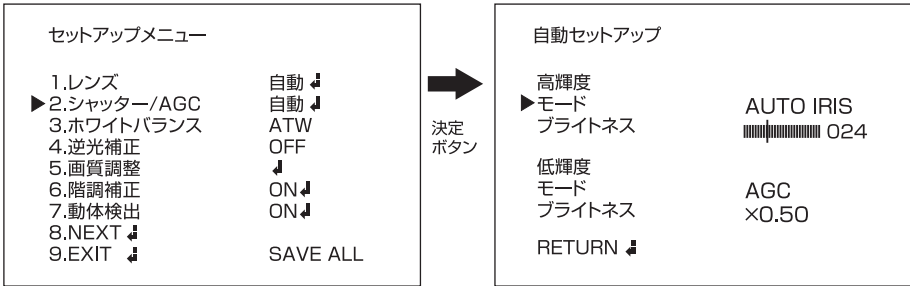 セットアップメニュー
1.レンズ 自動
2.シャッター/AGC 自動
3.ホワイトバランス ATW
4.逆光補正 OFF
5.画質調整
6.階調補正 ON
7.動体検出 ON
8.NEXT
9.EXIT SAVE ALL
決定
ボタン
自動セットアップ
高輝度
モード AUTO IRIS
ブライトネス 024
低輝度
モード AGC
ブライトネス ×0.50
RETURN